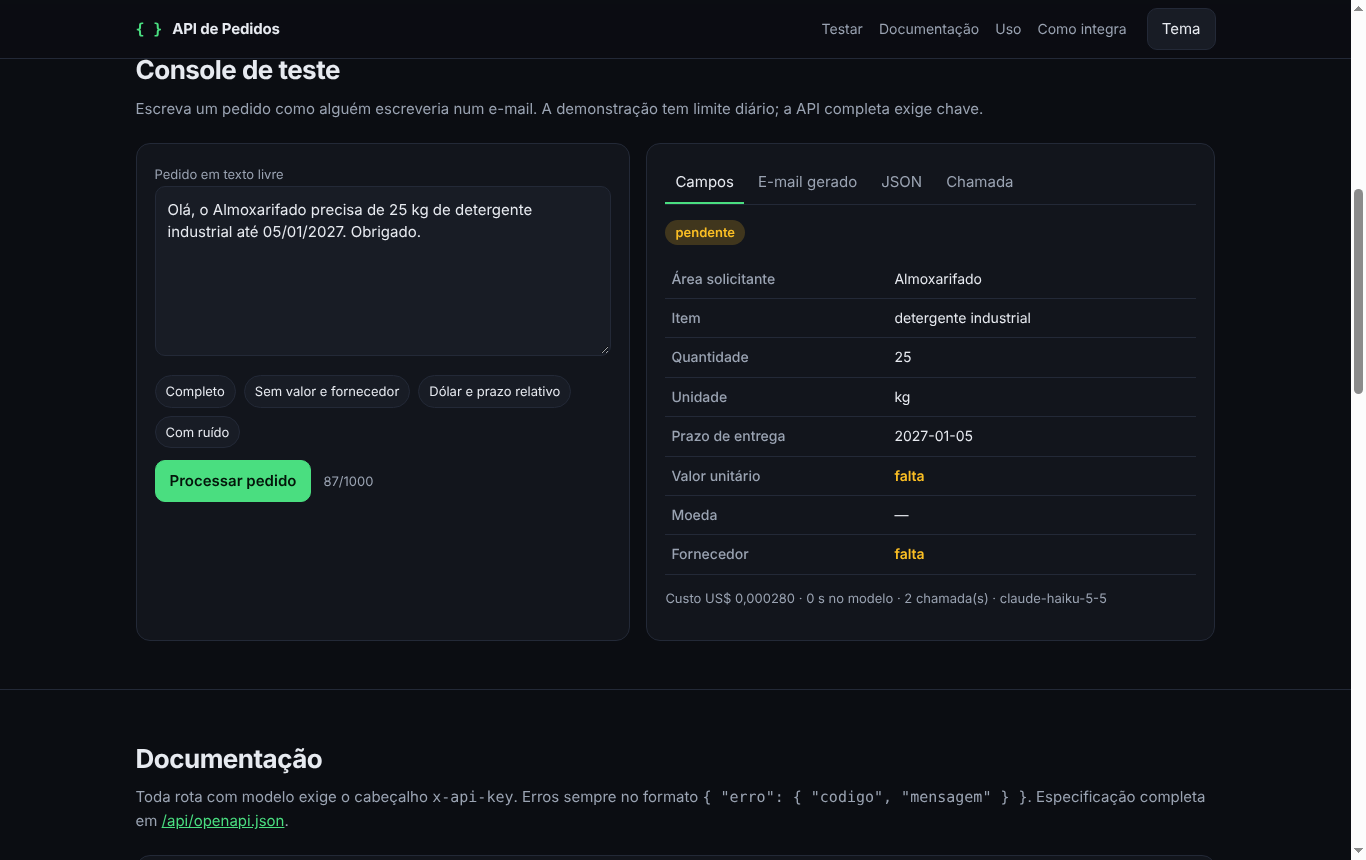 { } API de Pedidos
Testar Documentação Uso Como integra Tema
Console de teste
Escreva um pedido como alguém escreveria num e-mail. A demonstração tem limite diário; a API completa exige chave.
Pedido em texto livre
Olá, o Almoxarifado precisa de 25 kg de detergente
industrial até 05/01/2027. Obrigado.
Completo Sem valor e fornecedor Dólar e prazo relativo
Com ruído
Processar pedido 87/1000
Campos E-mail gerado JSON Chamada
pendente
Área solicitante Almoxarifado
Item detergente industrial
Quantidade 25
Unidade kg
Prazo de entrega 2027-01-05
Valor unitário falta
Moeda —
Fornecedor falta
Custo US$ 0,000280 · 0 s no modelo · 2 chamada(s) · claude-haiku-5-5
Documentação
Toda rota com modelo exige o cabeçalho x-api-key. Erros sempre no formato { "erro": { "codigo", "mensagem" } }. Especificação completa
em /api/openapi.json.